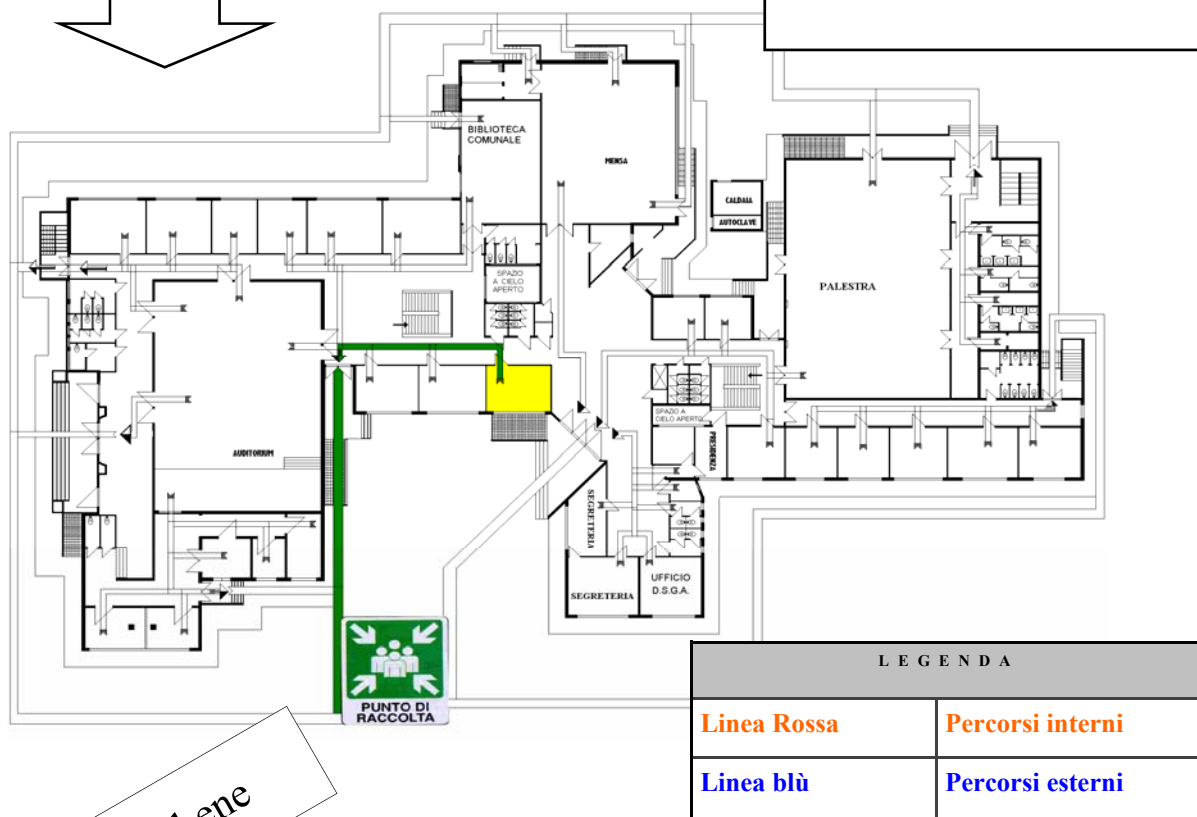 BIBLIOTECA
COMUNALE
MENSA
CALDAIA
AUTOCLAVE
SPAZIO
A CIELO
APERTO
PALESTRA
SPAZIO A
CIELO APERTO
PRESIDENZA
AUDITORIUM
SEGRETERIA
SEGRETERIA
UFFICIO
D.S.G.A.
PUNTO DI
RACCOLTA
LEGENDA
Linea Rossa Percorsi interni
Linea blù Percorsi esterni